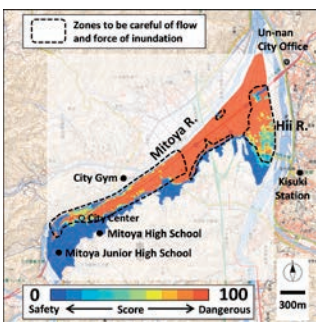 Zones to be careful of flow
and force of inundation
Un-nan
City Office
Mitoya R.
Hii R.
City Gym
Kisuki
Station
City Center
Mitoya High School
Mitoya Junior High School
0
100
Safety
Score
Dangerous
300m